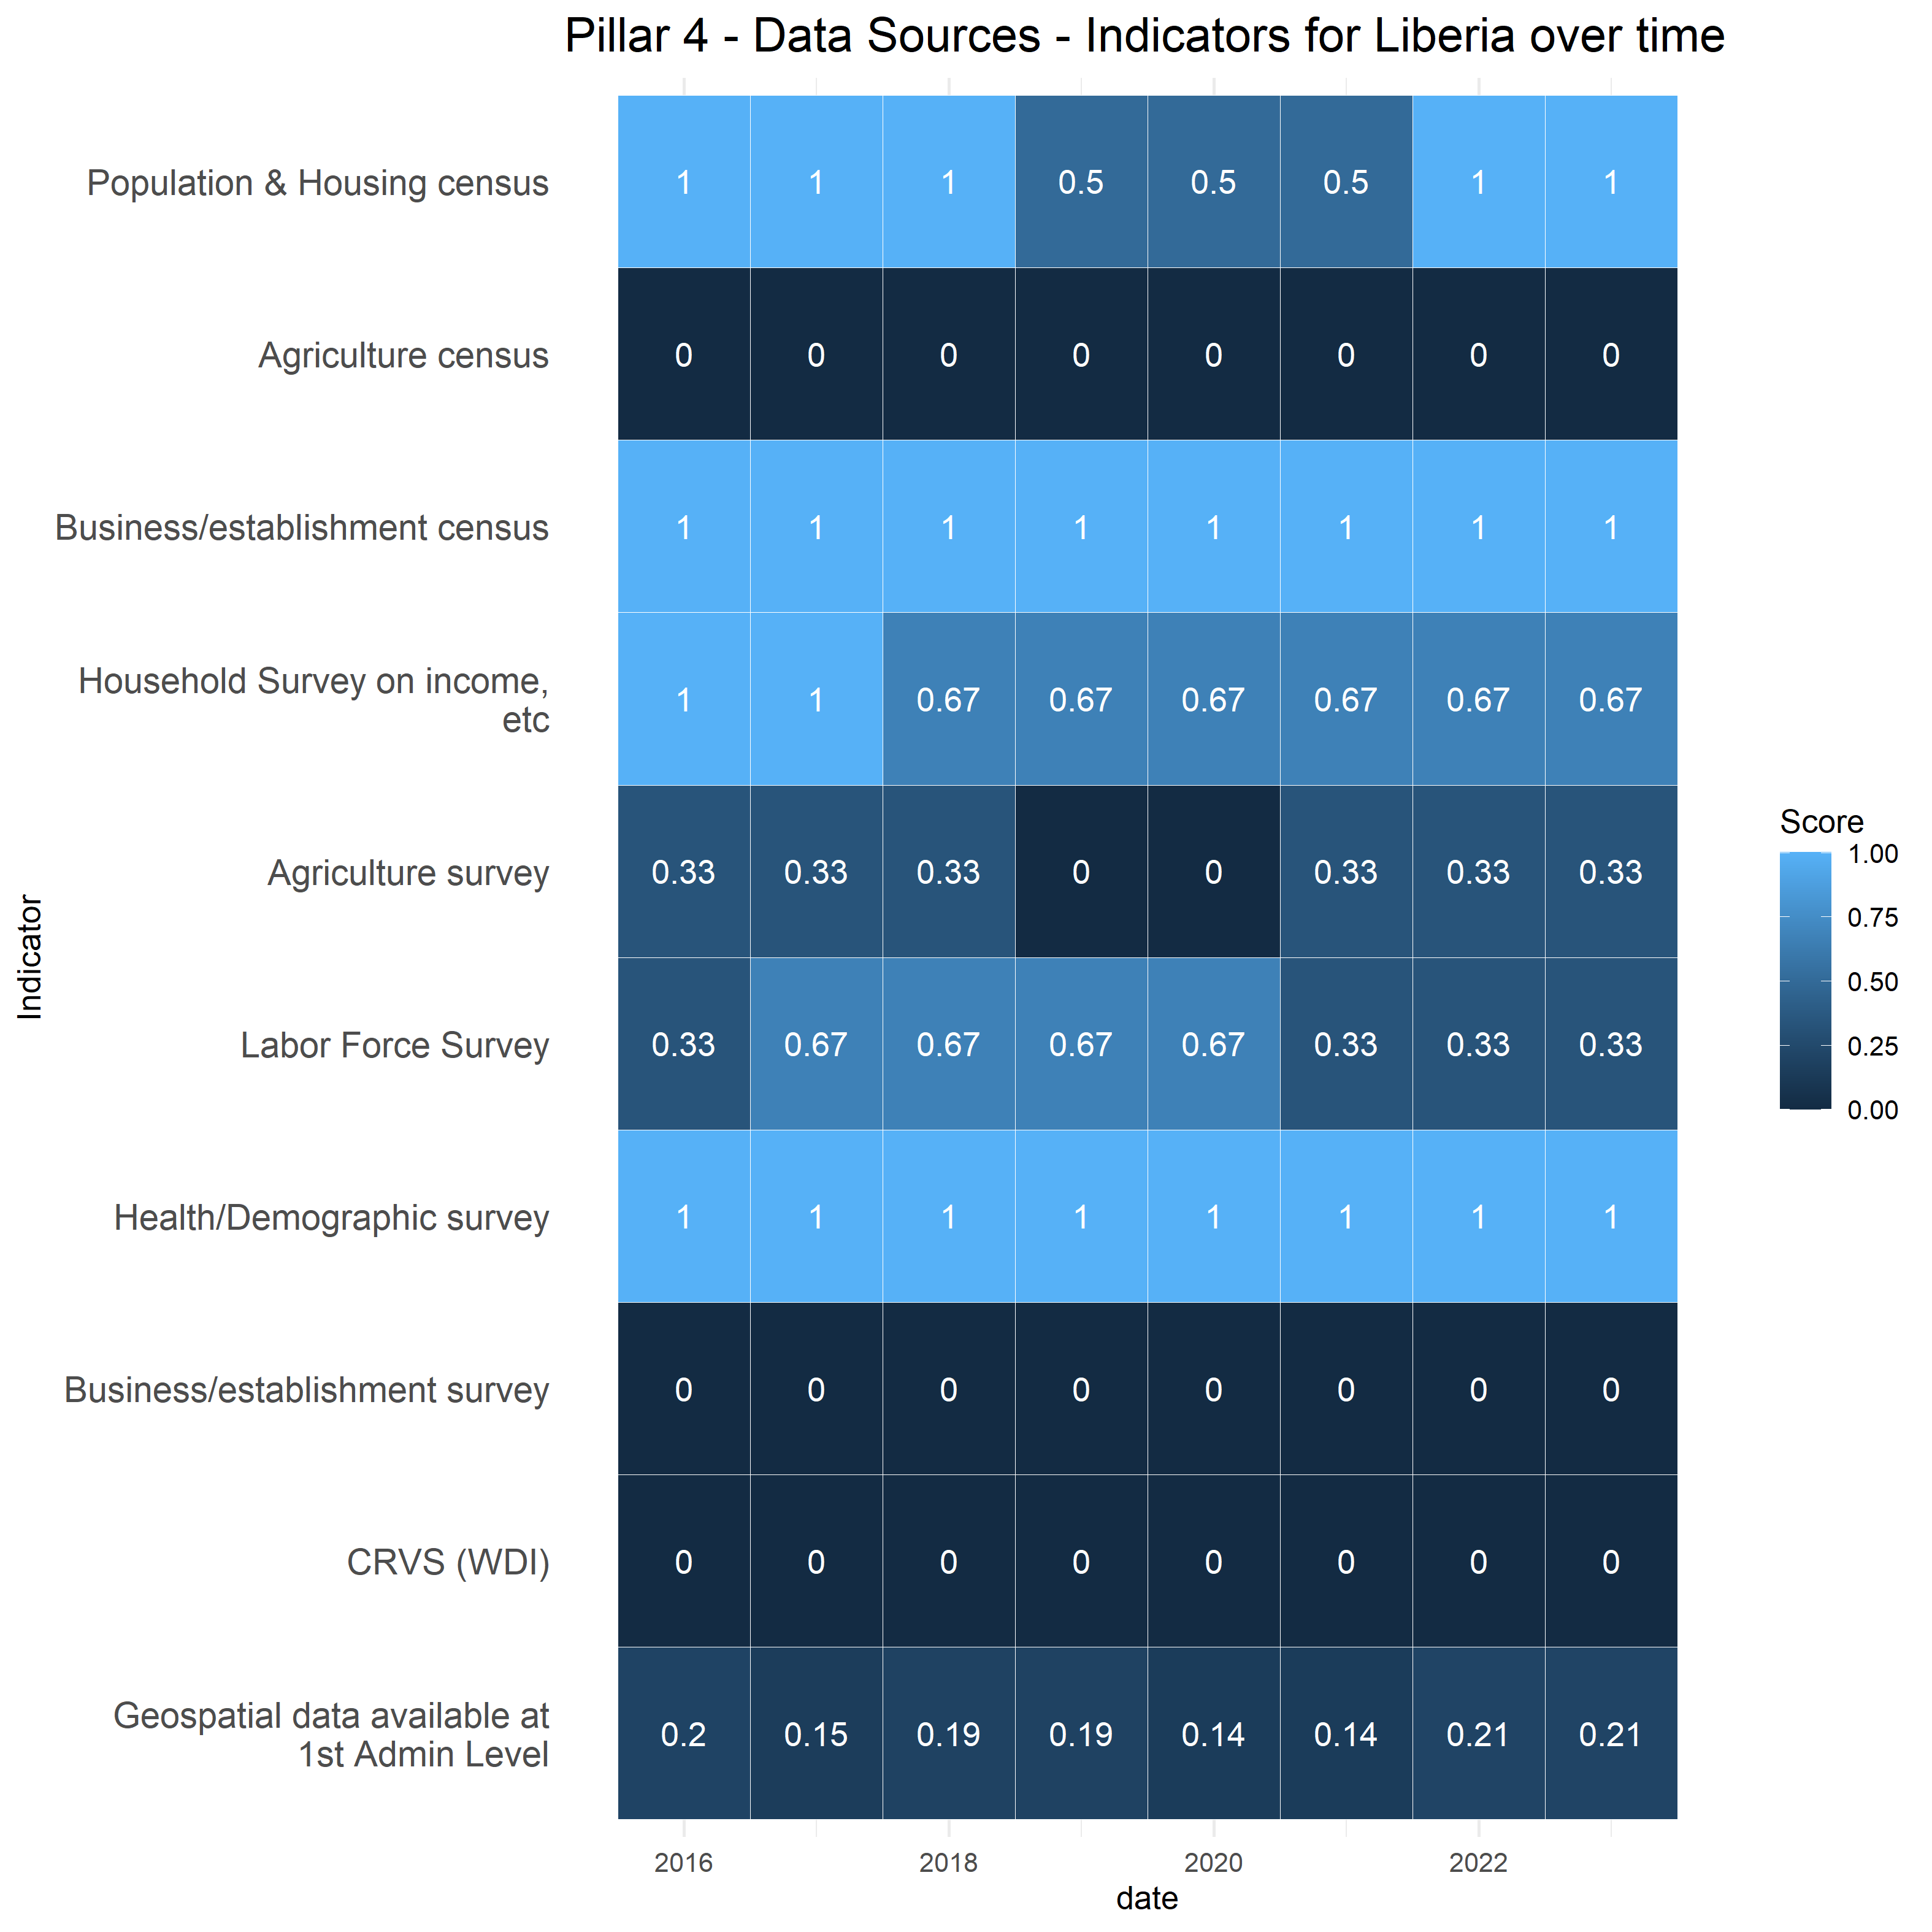 Pillar 4 - Data Sources - Indicators for Liberia over time
Population & Housing census
1 1 1 0.5 0.5 0.5 1 1
Agriculture census
0 0 0 0 0 0 0 0
Business/establishment census
1 1 1 1 1 1 1 1
Household Survey on income,
etc
1 1 0.67 0.67 0.67 0.67 0.67 0.67
Agriculture survey
0.33 0.33 0.33 0 0 0.33 0.33 0.33
Labor Force Survey
0.33 0.67 0.67 0.67 0.67 0.33 0.33 0.33
Health/Demographic survey
1 1 1 1 1 1 1 1
Business/establishment survey
0 0 0 0 0 0 0 0
CRVS (WDI)
0 0 0 0 0 0 0 0
Geospatial data available at
1st Admin Level
0.2 0.15 0.19 0.19 0.14 0.14 0.21 0.21
2016 2018 2020 2022
date
Indicator
Score
1.00
0.75
0.50
0.25
0.00